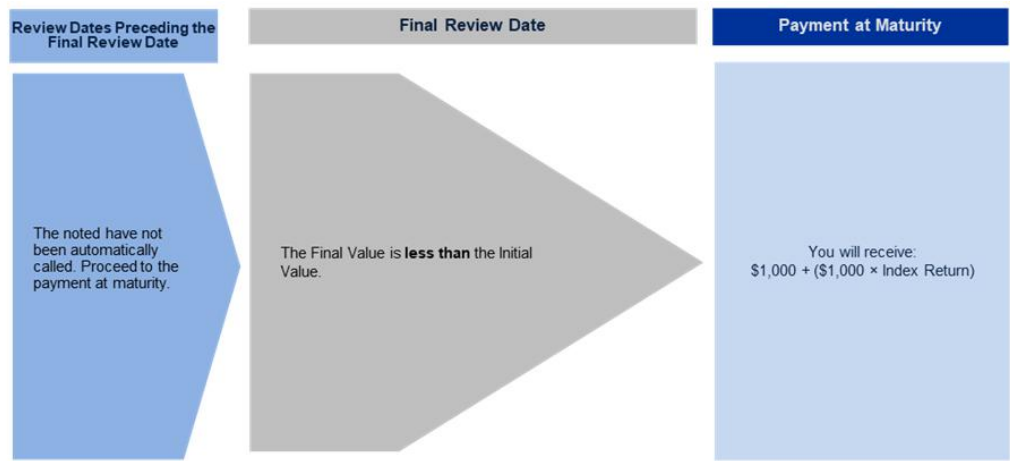 Review Dates Preceding the
Final Review Date
Final Review Date
Payment at Maturity
The noted have not
been automatically
called. Proceed to the
payment at maturity.
The Final Value is less than the Initial
Value.
You will receive:
$1,000 + ($1,000 × Index Return)